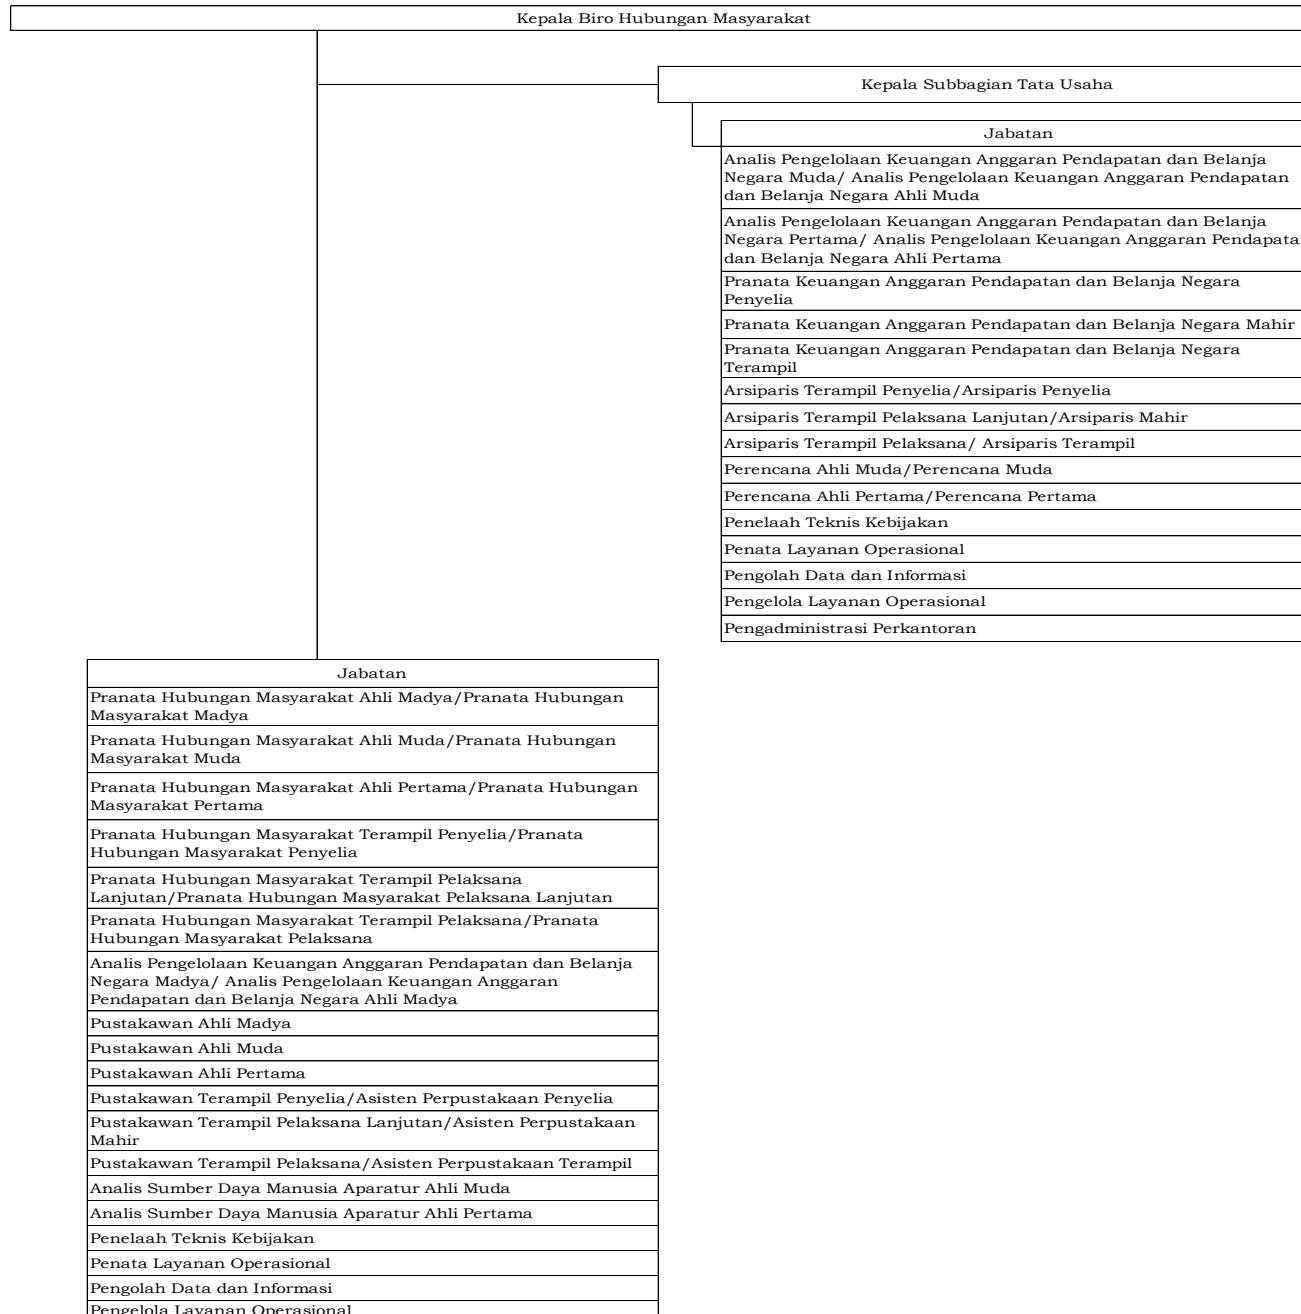 Kepala Biro Hubungan Masyarakat
Kepala Subbagian Tata Usaha
Jabatan
Analis Pengelolaan Keuangan Anggaran Pendapatan dan Belanja
Negara Muda/ Analis Pengelolaan Keuangan Anggaran Pendapatan
dan Belanja Negara Ahli Muda
Analis Pengelolaan Keuangan Anggaran Pendapatan dan Belanja
Negara Pertama/ Analis Pengelolaan Keuangan Anggaran
dan Belanja Negara Ahli Pertama
Pranata Keuangan Anggaran Pendapatan dan Belanja Negara
Penyelia
Pranata Keuangan Anggaran Pendapatan dan Belanja Negara Mahir
Pranata Keuangan Anggaran Pendapatan dan Belanja Negara
Terampil
Arsiparis Terampil Penyelia/Arsiparis Penyelia
Arsiparis Terampil Pelaksana Lanjutan/Arsiparis Mahir
Arsiparis Terampil Pelaksana/ Arsiparis Terampil
Perencana Ahli Muda/Perencana Muda
Perencana Ahli Pertama/Perencana Pertama
Penelaah Teknis Kebijakan
Penata Layanan Operasional
Pengolah Data dan Informasi
Pengelola Layanan Operasional
Pengadministrasi Perkantoran
Jabatan
Pranata Hubungan Masyarakat Ahli Madya/Pranata Hubungan
Masyarakat Madya
Pranata Hubungan Masyarakat Ahli Muda/Pranata Hubungan
Masyarakat Muda
Pranata Hubungan Masyarakat Ahli Pertama/Pranata Hubungan
Masyarakat Pertama
Pranata Hubungan Masyarakat Terampil Penyelia/Pranata
Hubungan Masyarakat Penyelia
Pranata Hubungan Masyarakat Terampil Pelaksana
Lanjutan/Pranata Hubungan Masyarakat Pelaksana Lanjutan
Pranata Hubungan Masyarakat Terampil Pelaksana/Pranata
Hubungan Masyarakat Pelaksana
Analis Pengelolaan Keuangan Anggaran Pendapatan dan Belanja
Negara Madya/ Analis Pengelolaan Keuangan Anggaran
Pendapatan dan Belanja Negara Ahli Madya
Pustakawan Ahli Madya
Pustakawan Ahli Muda
Pustakawan Ahli Pertama
Pustakawan Terampil Penyelia/Asisten Perpustakaan Penyelia
Pustakawan Terampil Pelaksana Lanjutan/Asisten Perpustakaan
Mahir
Pustakawan Terampil Pelaksana/Asisten Perpustakaan Terampil
Analis Sumber Daya Manusia Aparatur Ahli Muda
Analis Sumber Daya Manusia Aparatur Ahli Pertama
Penelaah Teknis Kebijakan
Penata Layanan Operasional
Pengolah Data dan Informasi
Pengelola Layanan Operasional